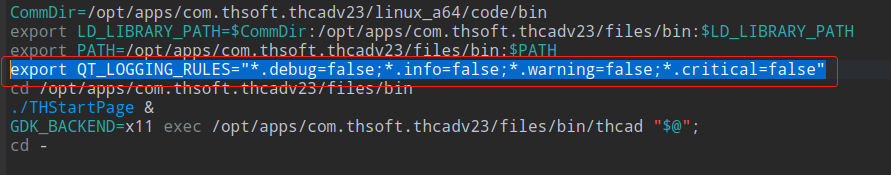 CommDir=/opt/apps/com.thsoft.thcadv23/linux_a64/code/bin
export LD_LIBRARY_PATH=$CommDir:/opt/apps/com.thsoft.thcadv23/files/bin:$LD_LIBRARY_PATH
export PATH=/opt/apps/com.thsoft.thcadv23/files/bin:$PATH
export QT_LOGGING_RULES="*.debug=false;*.info=false;*.warning=false;*.critical=false"
cd /opt/apps/com.thsoft.thcadv23/files/bin
./THStartPage &
GDK_BACKEND=x11 exec /opt/apps/com.thsoft.thcadv23/files/bin/thcad "$@";
cd -